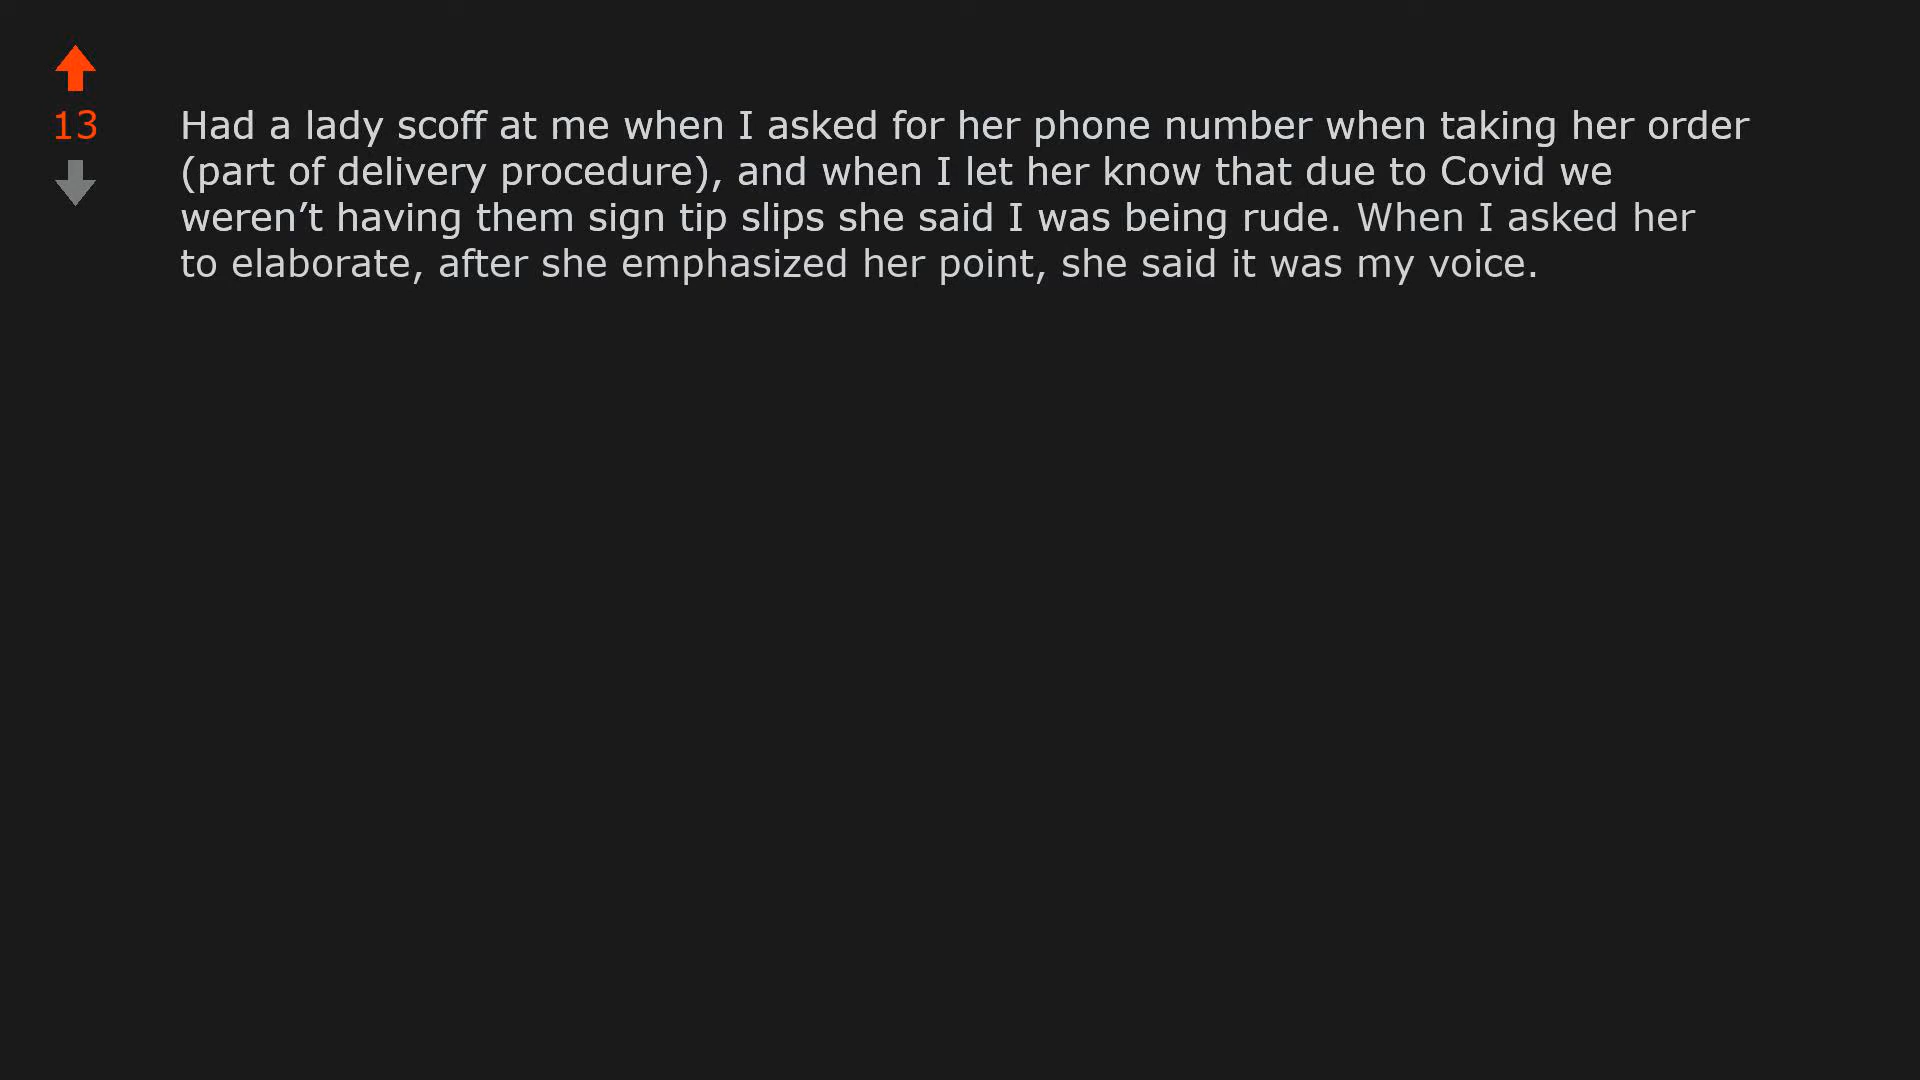 13
Had a lady scoff at me when I asked for her phone number when taking her order
(part of delivery procedure), and when I let her know that due to Covid we
weren’t having them sign tip slips she said I was being rude. When I asked her
to elaborate, after she emphasized her point, she said it was my voice.